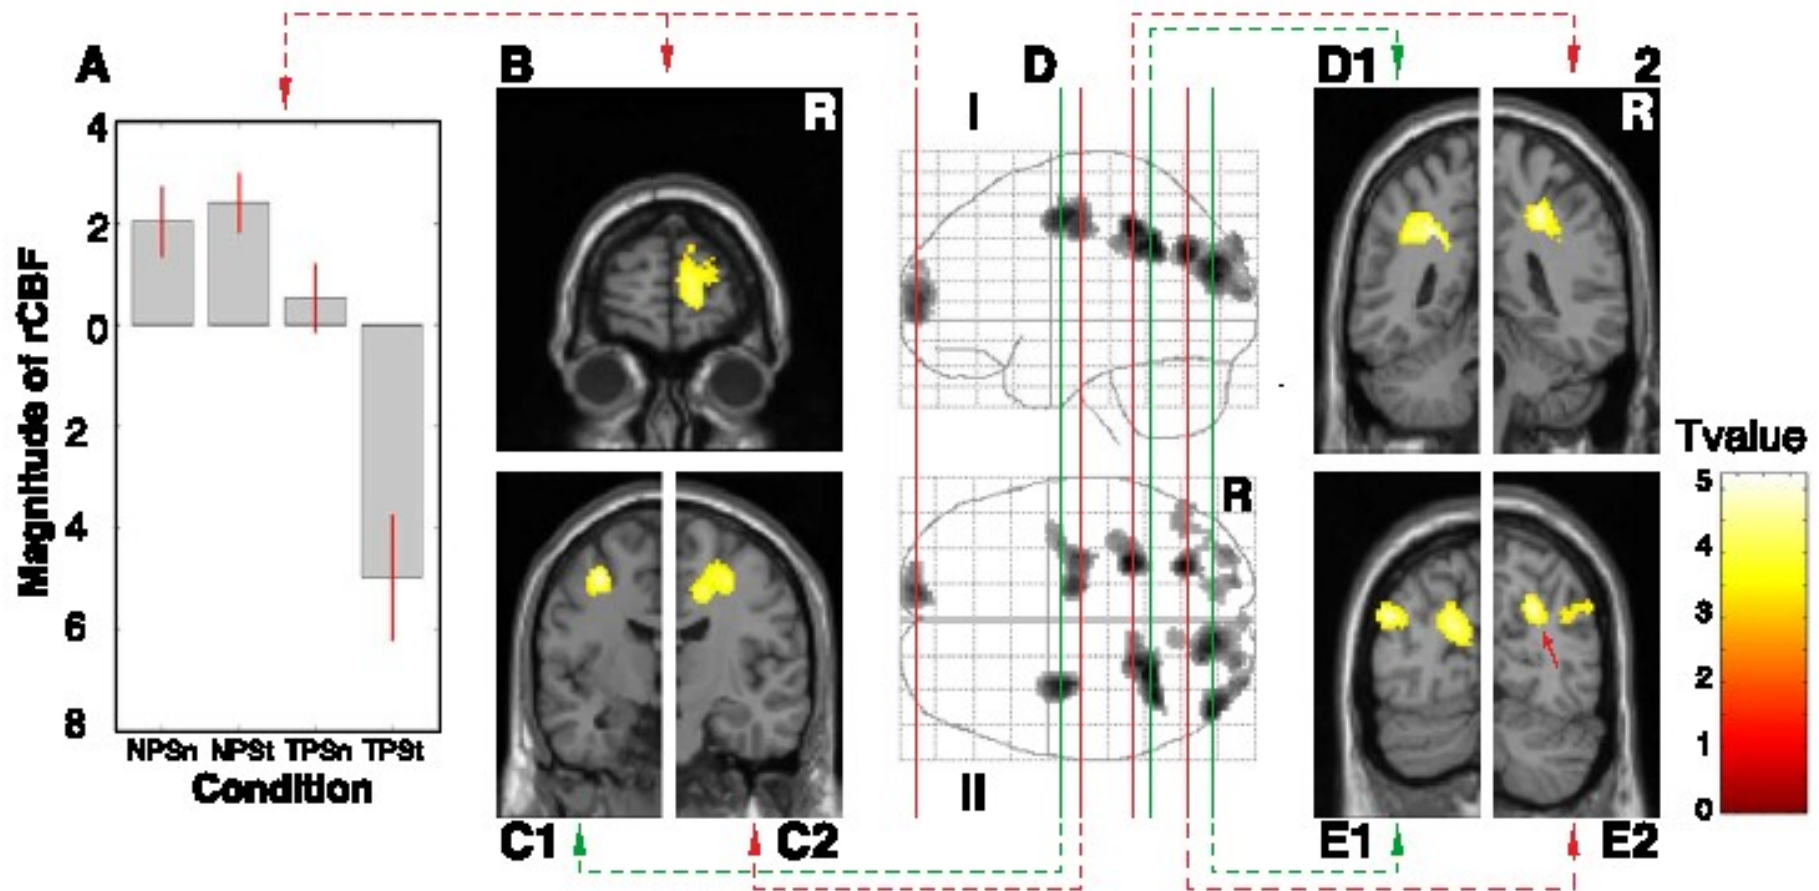 A
B
D
D1
2
R
I
R
4
2
0
2
4
6
8
Magnitude of rCBF
NPSn NPSt TPSn TPSt
Condition
R
II
C1
C2
E1
E2
Tvalue
5
4
3
2
1
0